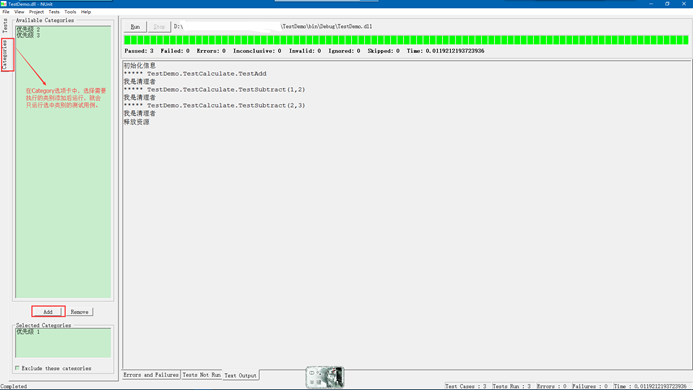 TestDemo.dll - NUnit
File View Project Tests Tools Help
Tests
Categories
Available Categories
优先级 2
优先级 3
在Category选项卡中，选择需要
执行的类别添加后运行，就会
只运行选中类别的测试用例。
Add
Remove
Selected Categories
优先级 1
Exclude these categories
Run
Stop
D:\
\TestDemo\bin\Debug\TestDemo.dll
Passed: 3 Failed: 0 Errors: 0 Inconclusive: 0 Invalid: 0 Ignored: 0 Skipped: 0 Time: 0.0119212193723936
初始化信息
***** TestDemo.TestCalculate.TestAdd
我是清理者
***** TestDemo.TestCalculate.TestSubtract(1,2)
我是清理者
***** TestDemo.TestCalculate.TestSubtract(2,3)
我是清理者
释放资源
Errors and Failures
Tests Not Run
Text Output
Completed
Test Cases : 3
Tests Run : 3
Errors : 0
Failures : 0
Time : 0.0119212193723936